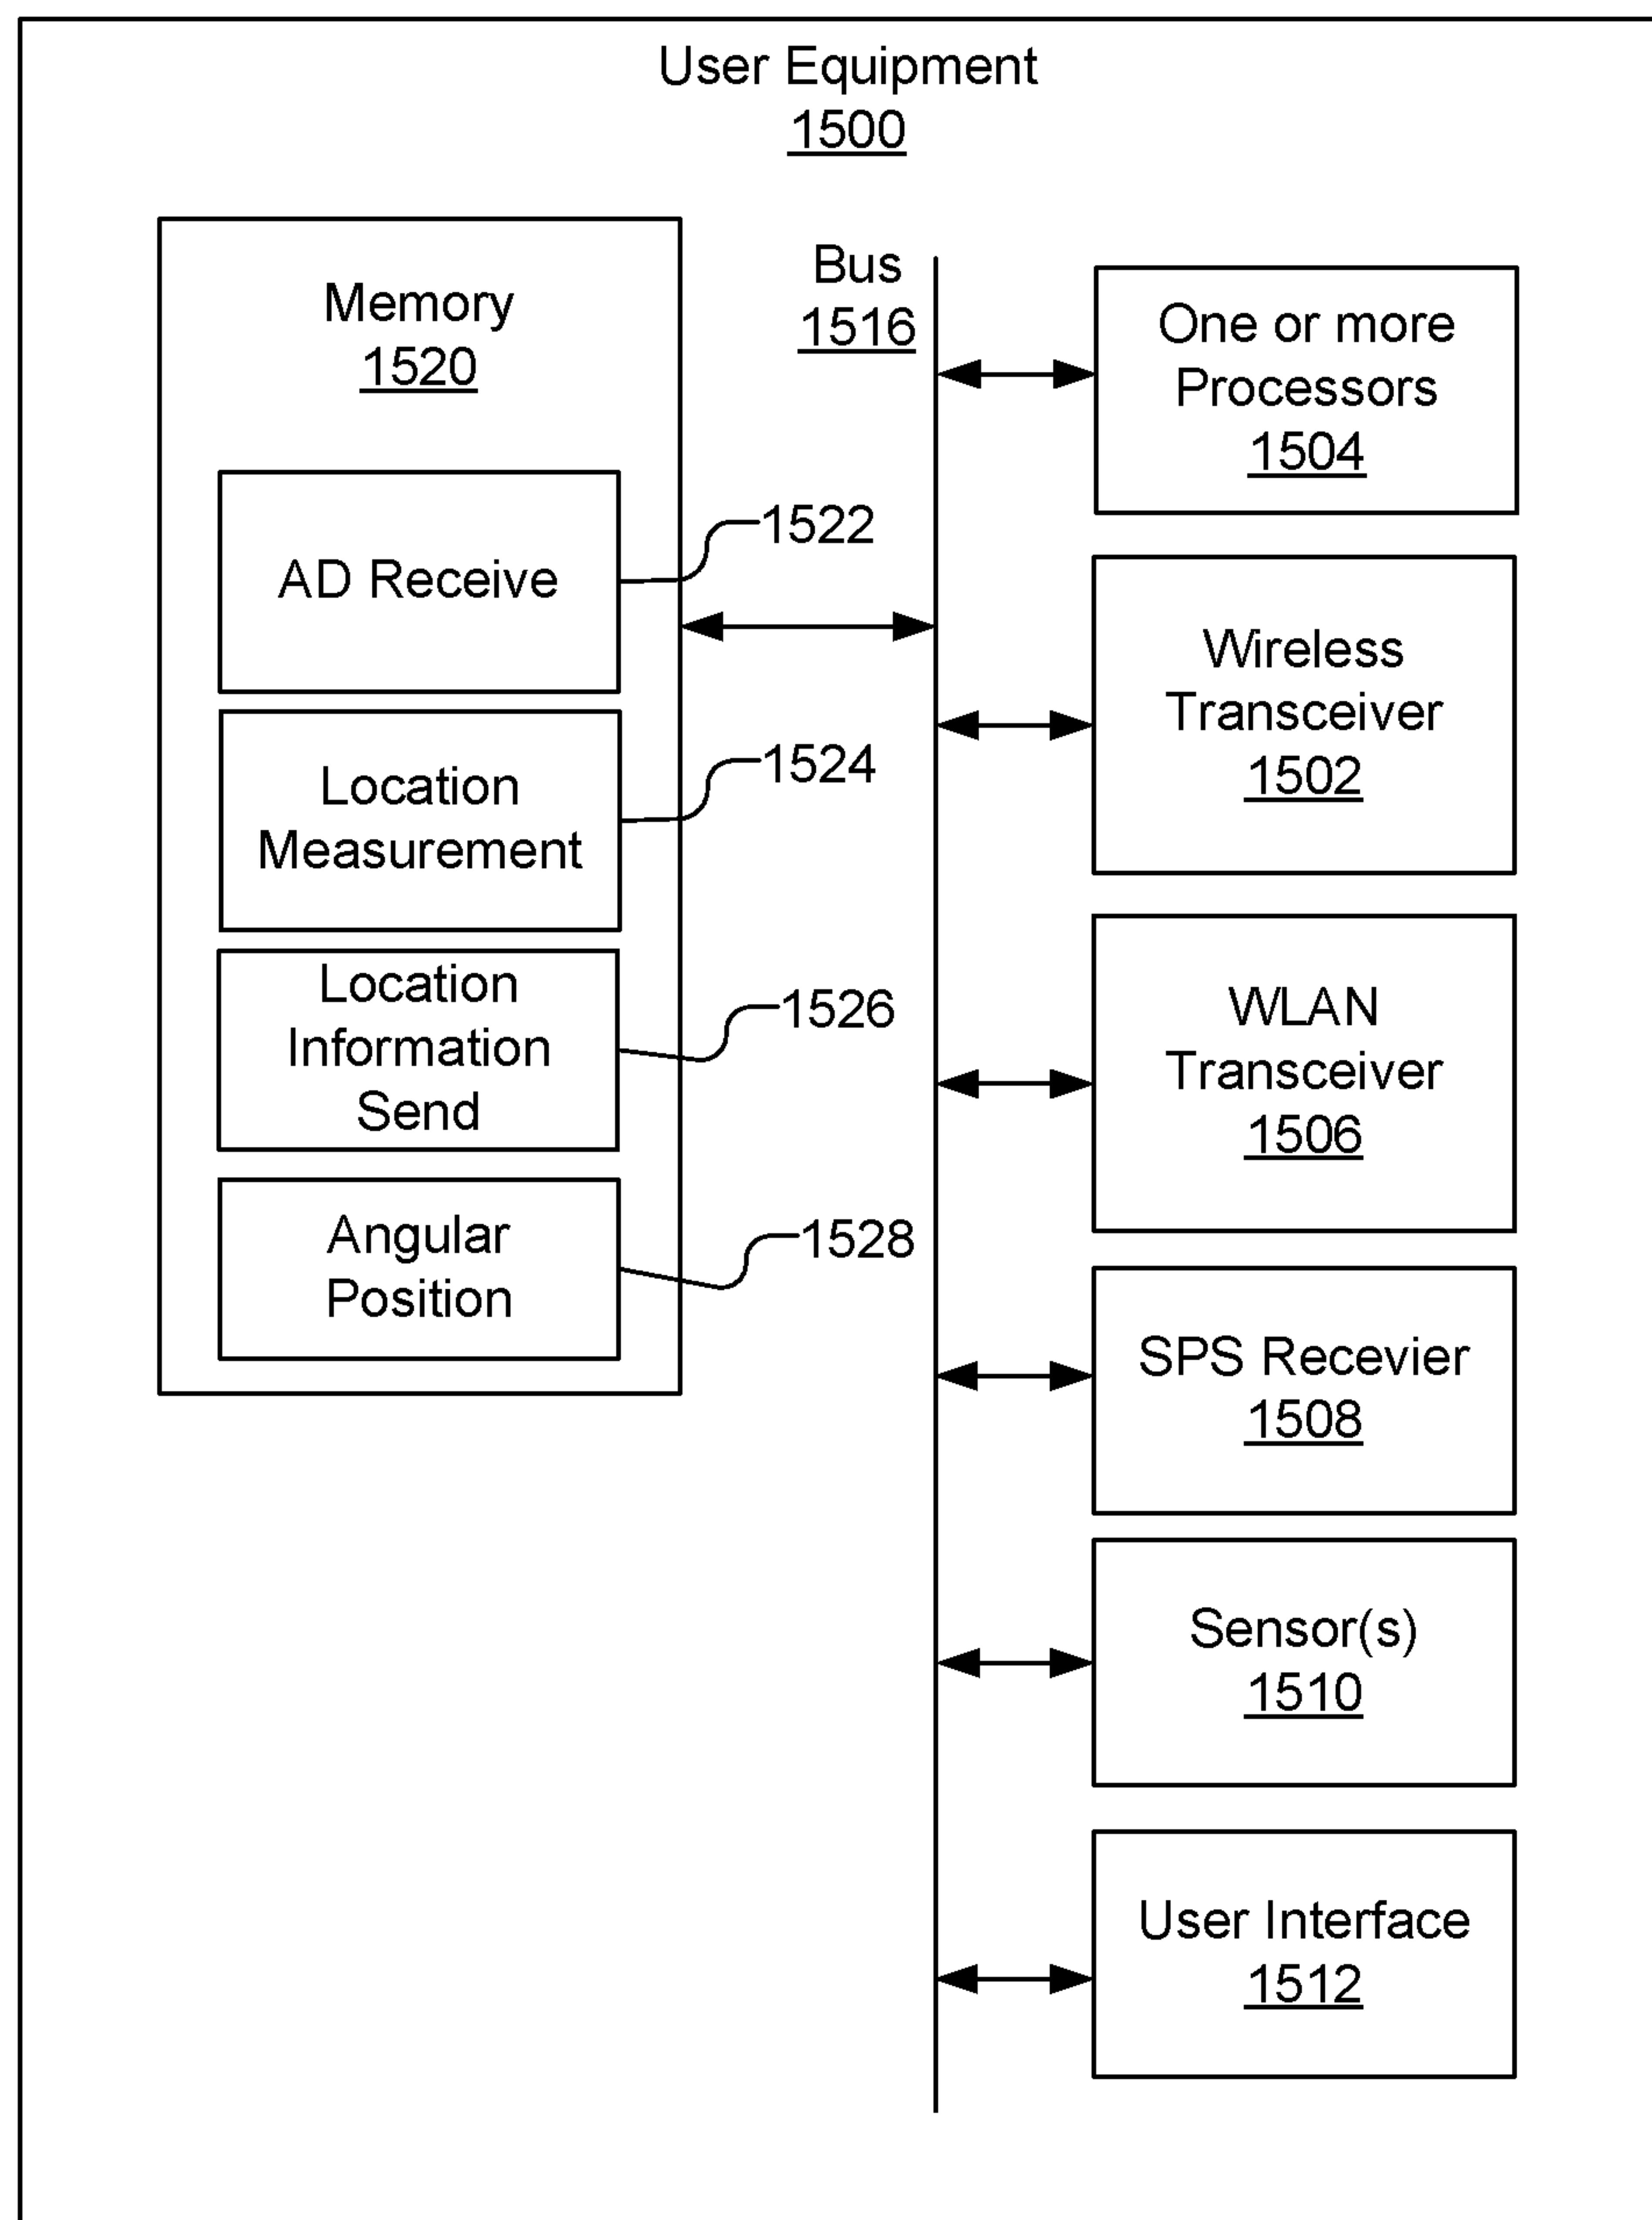 User Equipment
1500
Memory
1520
AD Receive
1522
Location
Measurement
1524
Location
Information
Send
1526
Angular
Position
1528
Bus
1516
One or more
Processors
1504
Wireless
Transceiver
1502
WLAN
Transceiver
1506
SPS Recevier
1508
Sensor(s)
1510
User Interface
1512